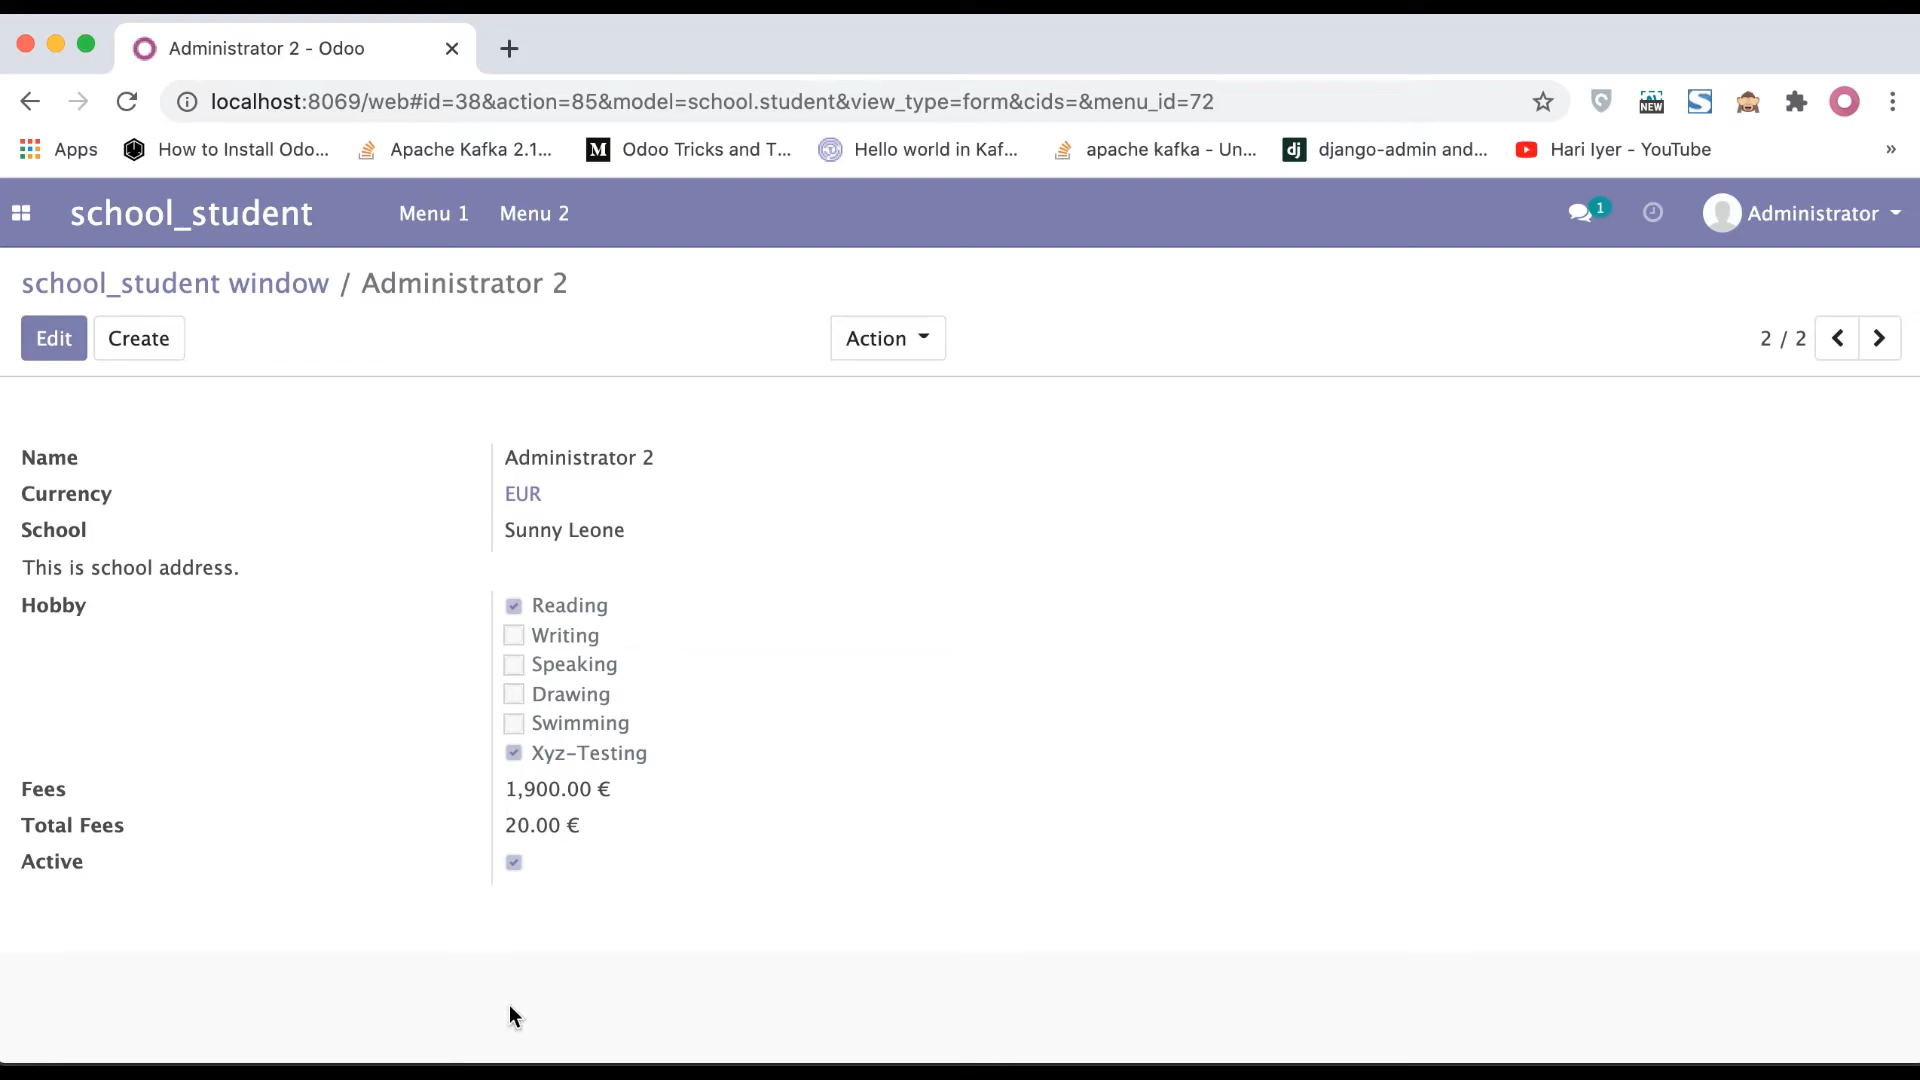 Administrator 2 - Odoo
localhost:8069/web#id=38&action=85&model=school.student&view_type=form&cids=&menu_id=72
NEW
Apps
How to Install Odo...
Apache Kafka 2.1...
M
Odoo Tricks and T...
Hello world in Kaf...
apache kafka - Un...
dj
django-admin and...
Hari Iyer - YouTube
»
school_student
Menu 1
Menu 2
1
Administrator
school_student window / Administrator 2
Edit
Create
Action
2 / 2
Name
Administrator 2
Currency
EUR
School
Sunny Leone
This is school address.
Hobby
Reading
Writing
Speaking
Drawing
Swimming
Xyz-Testing
Fees
1,900.00 €
Total Fees
20.00 €
Active